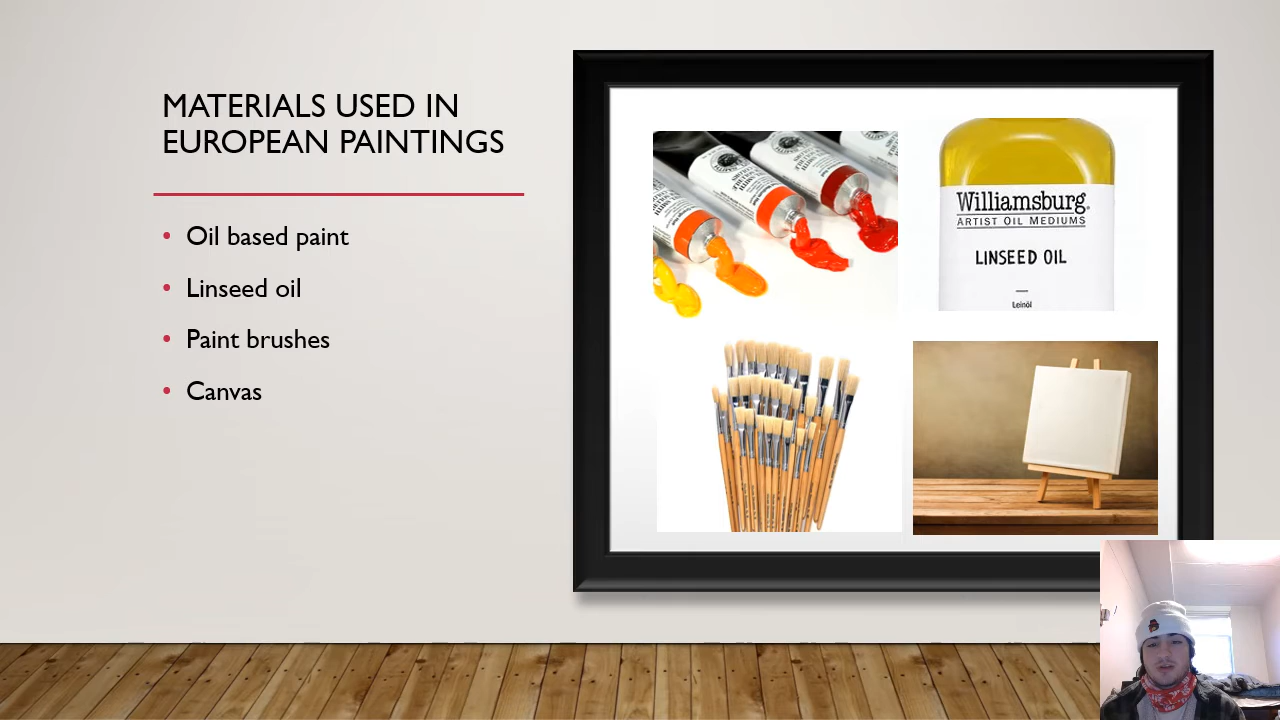 MATERIALS USED IN
EUROPEAN PAINTINGS
• Oil based paint
• Linseed oil
• Paint brushes
• Canvas
Williamsburg®
ARTIST OIL MEDIUMS
LINSEED OIL
Leinöl